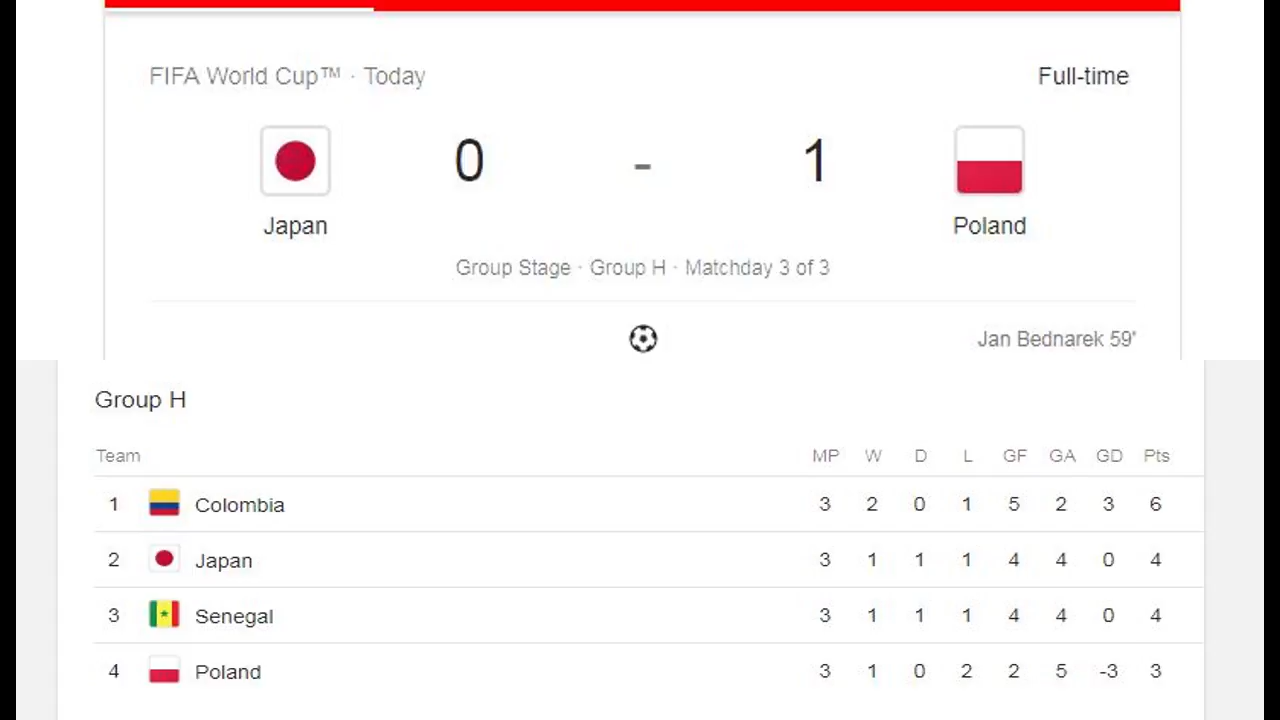 FIFA World Cup™ · Today Full-time
0 - 1
Japan Poland
Group Stage · Group H · Matchday 3 of 3
Jan Bednarek 59'
Group H
Team MP W D L GF GA GD Pts
1 Colombia 3 2 0 1 5 2 3 6
2 Japan 3 1 1 1 4 4 0 4
3 Senegal 3 1 1 1 4 4 0 4
4 Poland 3 1 0 2 2 5 -3 3